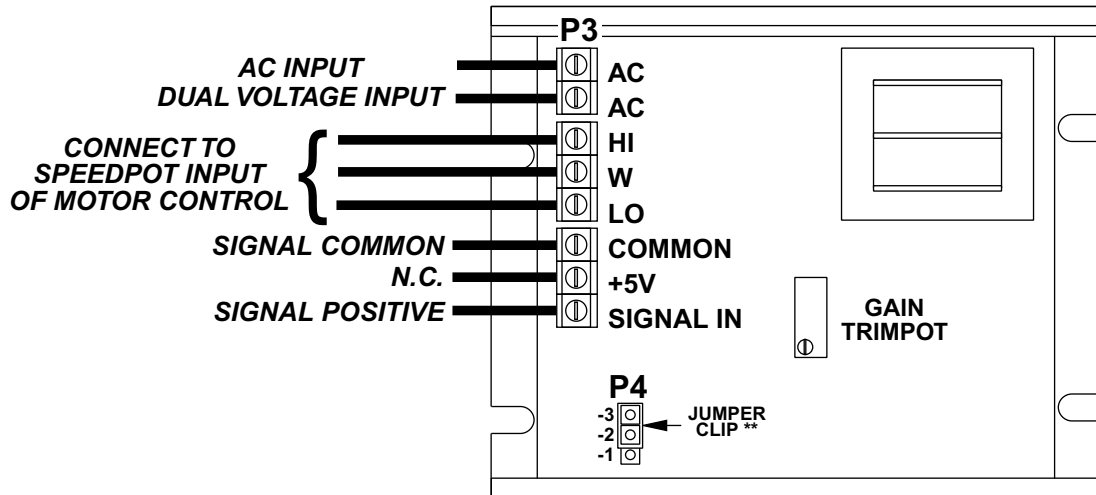 P3
AC INPUT
DUAL VOLTAGE INPUT
CONNECT TO
SPEEDPOT INPUT
OF MOTOR CONTROL
SIGNAL COMMON
N.C.
SIGNAL POSITIVE
AC
AC
HI
W
LO
COMMON
+5V
SIGNAL IN
GAIN
TRIMPOT
P4
-3
-2
-1
JUMPER
CLIP **